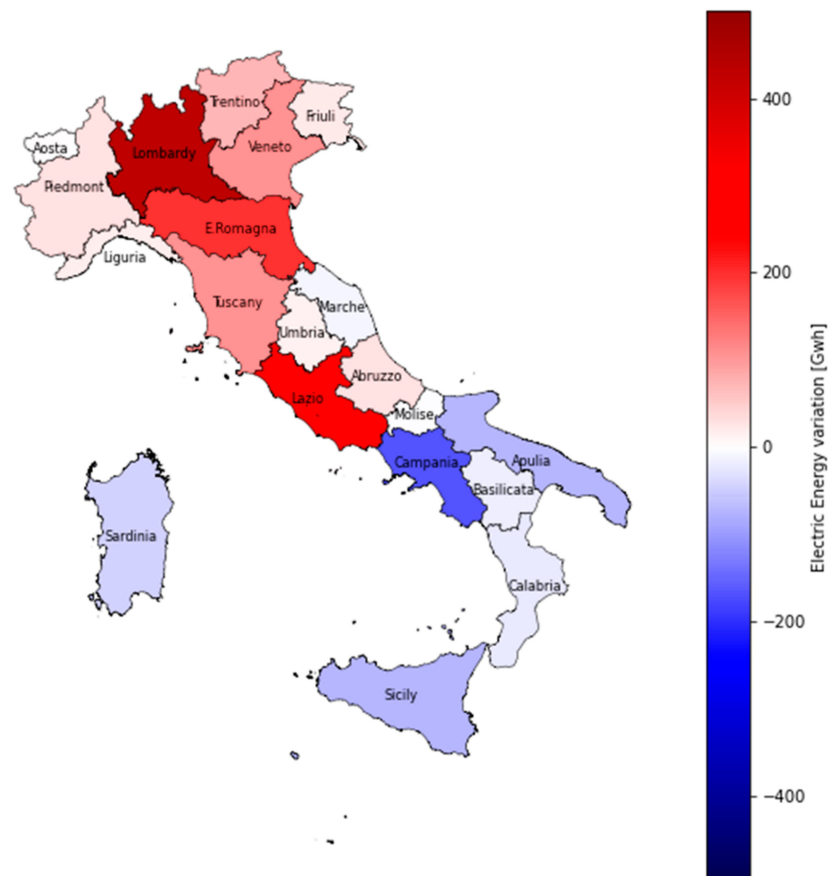 Trentino
Friuli
Aosta
Lombardy
Veneto
Piedmont
E.Romagna
Liguria
Tuscany
Marche
Umbria
Abruzzo
Lazio
Molise
Campania
Apulia
Basilicata
Sardinia
Calabria
Sicily
400
200
0
−200
−400
Electric Energy variation [Gwh]